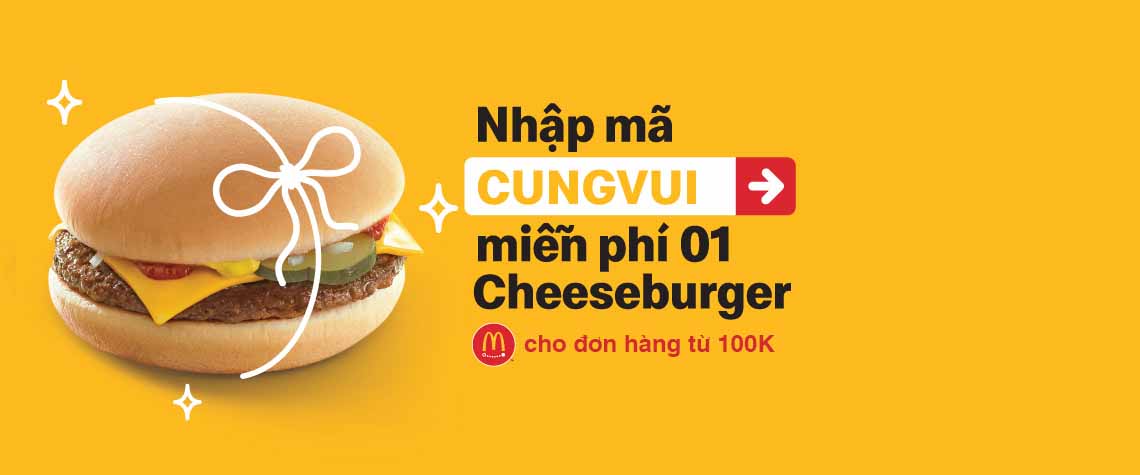 Nhập mã
CUNGVUI
miễn phí 01
Cheeseburger
cho đơn hàng từ 100K